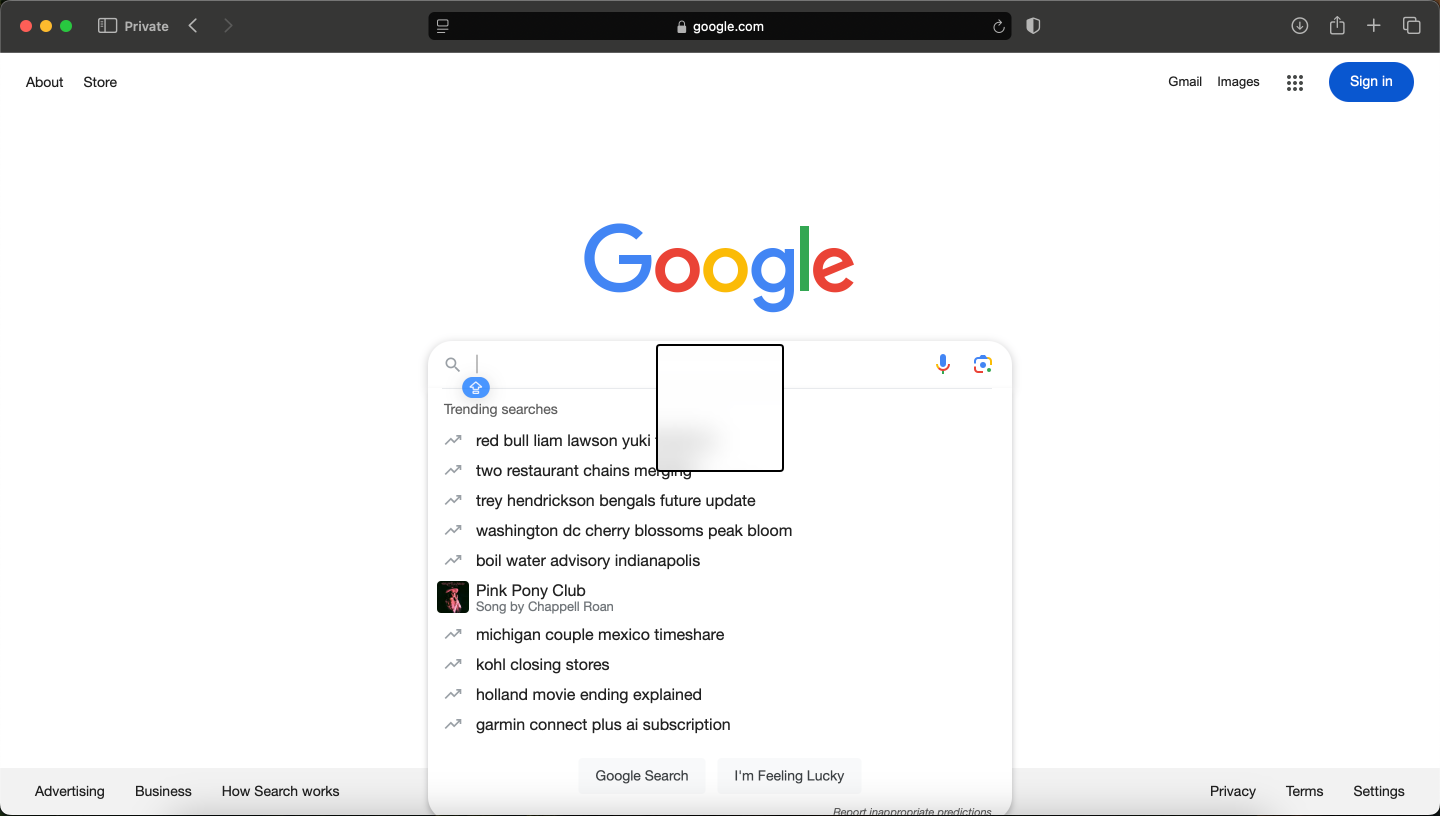 Private
google.com
About Store
Gmail Images Sign in
Google
Trending searches
red bull liam lawson yuki
two restaurant chains merging
trey hendrickson bengals future update
washington dc cherry blossoms peak bloom
boil water advisory indianapolis
Pink Pony Club
Song by Chappell Roan
michigan couple mexico timeshare
kohl closing stores
holland movie ending explained
garmin connect plus ai subscription
Google Search I'm Feeling Lucky
Report inappropriate predictions
Advertising Business How Search works
Privacy Terms Settings